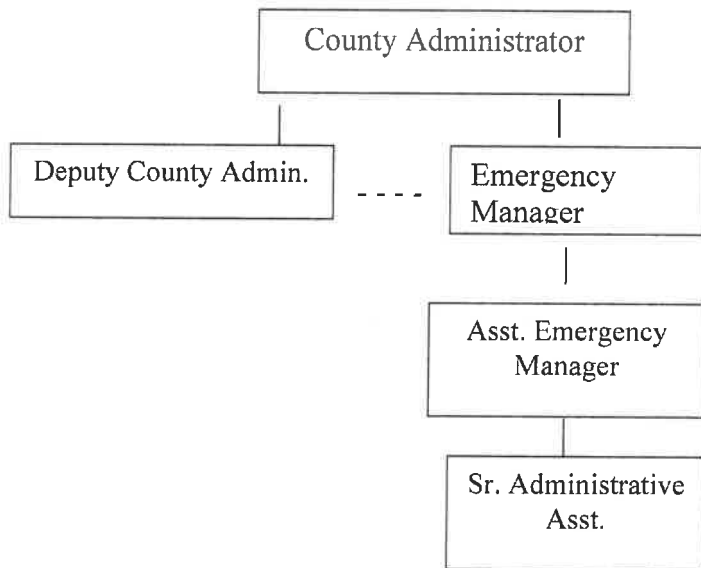 County Administrator
Deputy County Admin.
Emergency
Manager
Asst. Emergency
Manager
Sr. Administrative
Asst.